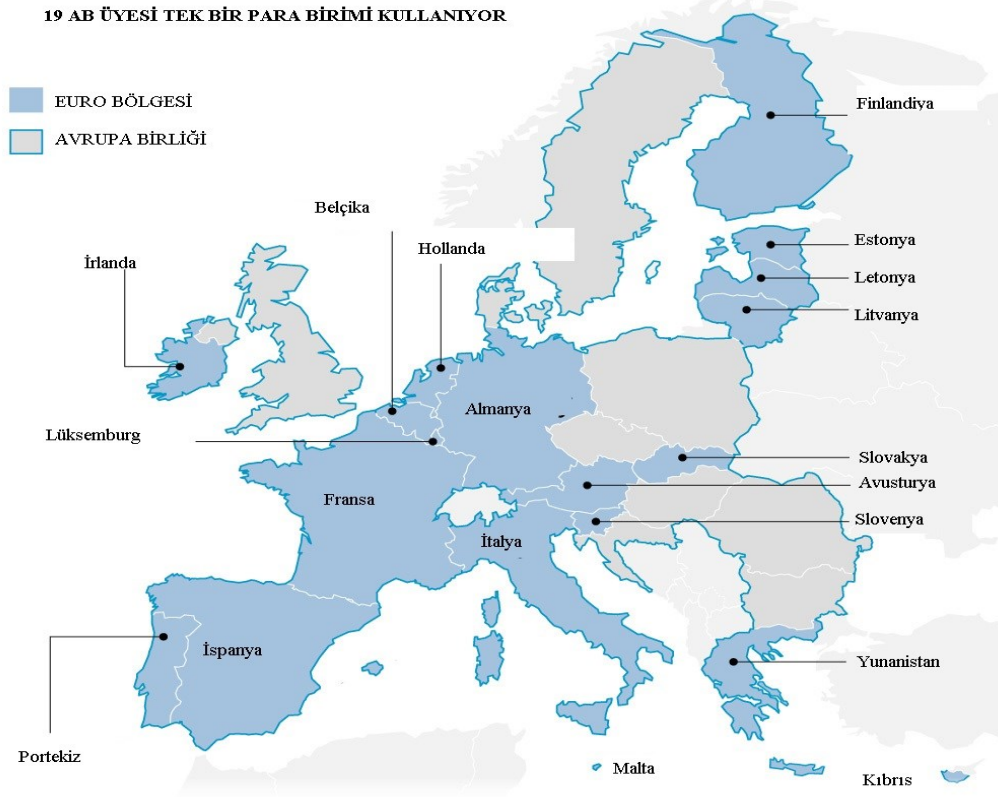 19 AB ÜYESİ TEK BİR PARA BİRİMİ KULLANIYOR
EURO BÖLGESİ
AVRUPA BİRLİĞİ
Finlandiya
Belçika
Hollanda
Estonya
İrlanda
Letonya
Litvanya
Almanya
Lüksemburg
Slovakya
Avusturya
Fransa
Slovenya
İtalya
İspanya
Yunanistan
Portekiz
Malta
Kıbrıs